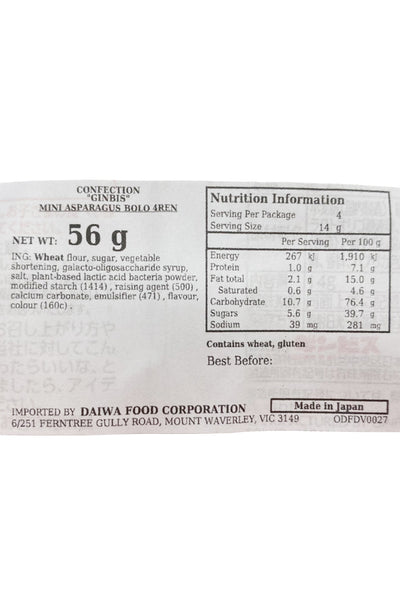 CONFECTION
"GINBIS"
MINI ASPARAGUS BOLO 4REN
NET WT: 56 g
ING: Wheat flour, sugar, vegetable
shortening, galacto-oligosaccharide syrup,
salt, plant-based lactic acid bacteria powder,
modified starch (1414) , raising agent (500) ,
calcium carbonate, emulsifier (471) , flavour,
colour (160c) .
Nutrition Information
Serving Per Package 4
Serving Size 14 g
Per Serving Per 100 g
Energy 267 kJ 1,910 kJ
Protein 1.0 g 7.1 g
Fat total 2.1 g 15.0 g
Saturated 0.6 g 4.6 g
Carbohydrate 10.7 g 76.4 g
Sugars 5.6 g 39.7 g
Sodium 39 mg 281 mg
Contains wheat, gluten
Best Before:
IMPORTED BY DAIWA FOOD CORPORATION
6/251 FERNTREE GULLY ROAD, MOUNT WAVERLEY, VIC 3149
Made in Japan
ODFDV0027